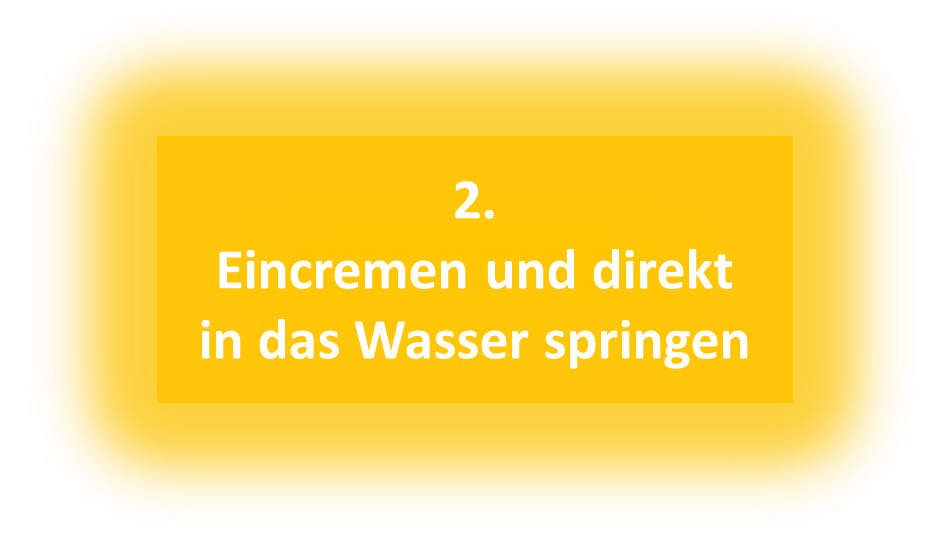 2.
Eincremen und direkt
in das Wasser springen